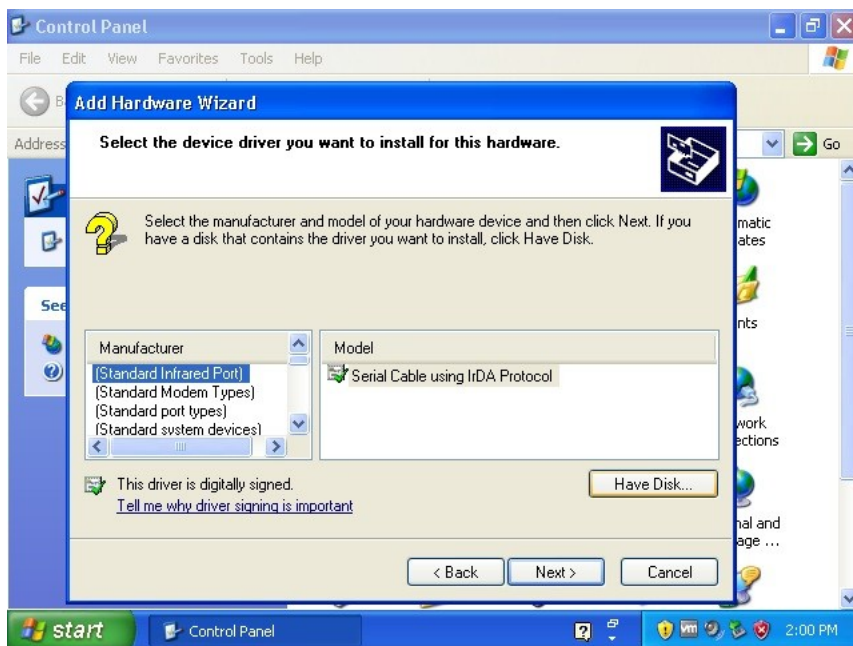 Control Panel
File Edit View Favorites Tools Help
Add Hardware Wizard
Address
Select the device driver you want to install for this hardware.
Go
Select the manufacturer and model of your hardware device and then click Next. If you
have a disk that contains the driver you want to install, click Have Disk.
matic
ates
See
nts
Manufacturer
(Standard Infrared Port)
(Standard Modem Types)
(Standard port types)
(Standard system devices)
Model
Serial Cable using IrDA Protocol
work
ections
This driver is digitally signed.
Tell me why driver signing is important
Have Disk...
nal and
age ...
< Back
Next >
Cancel
start
Control Panel
2:00 PM